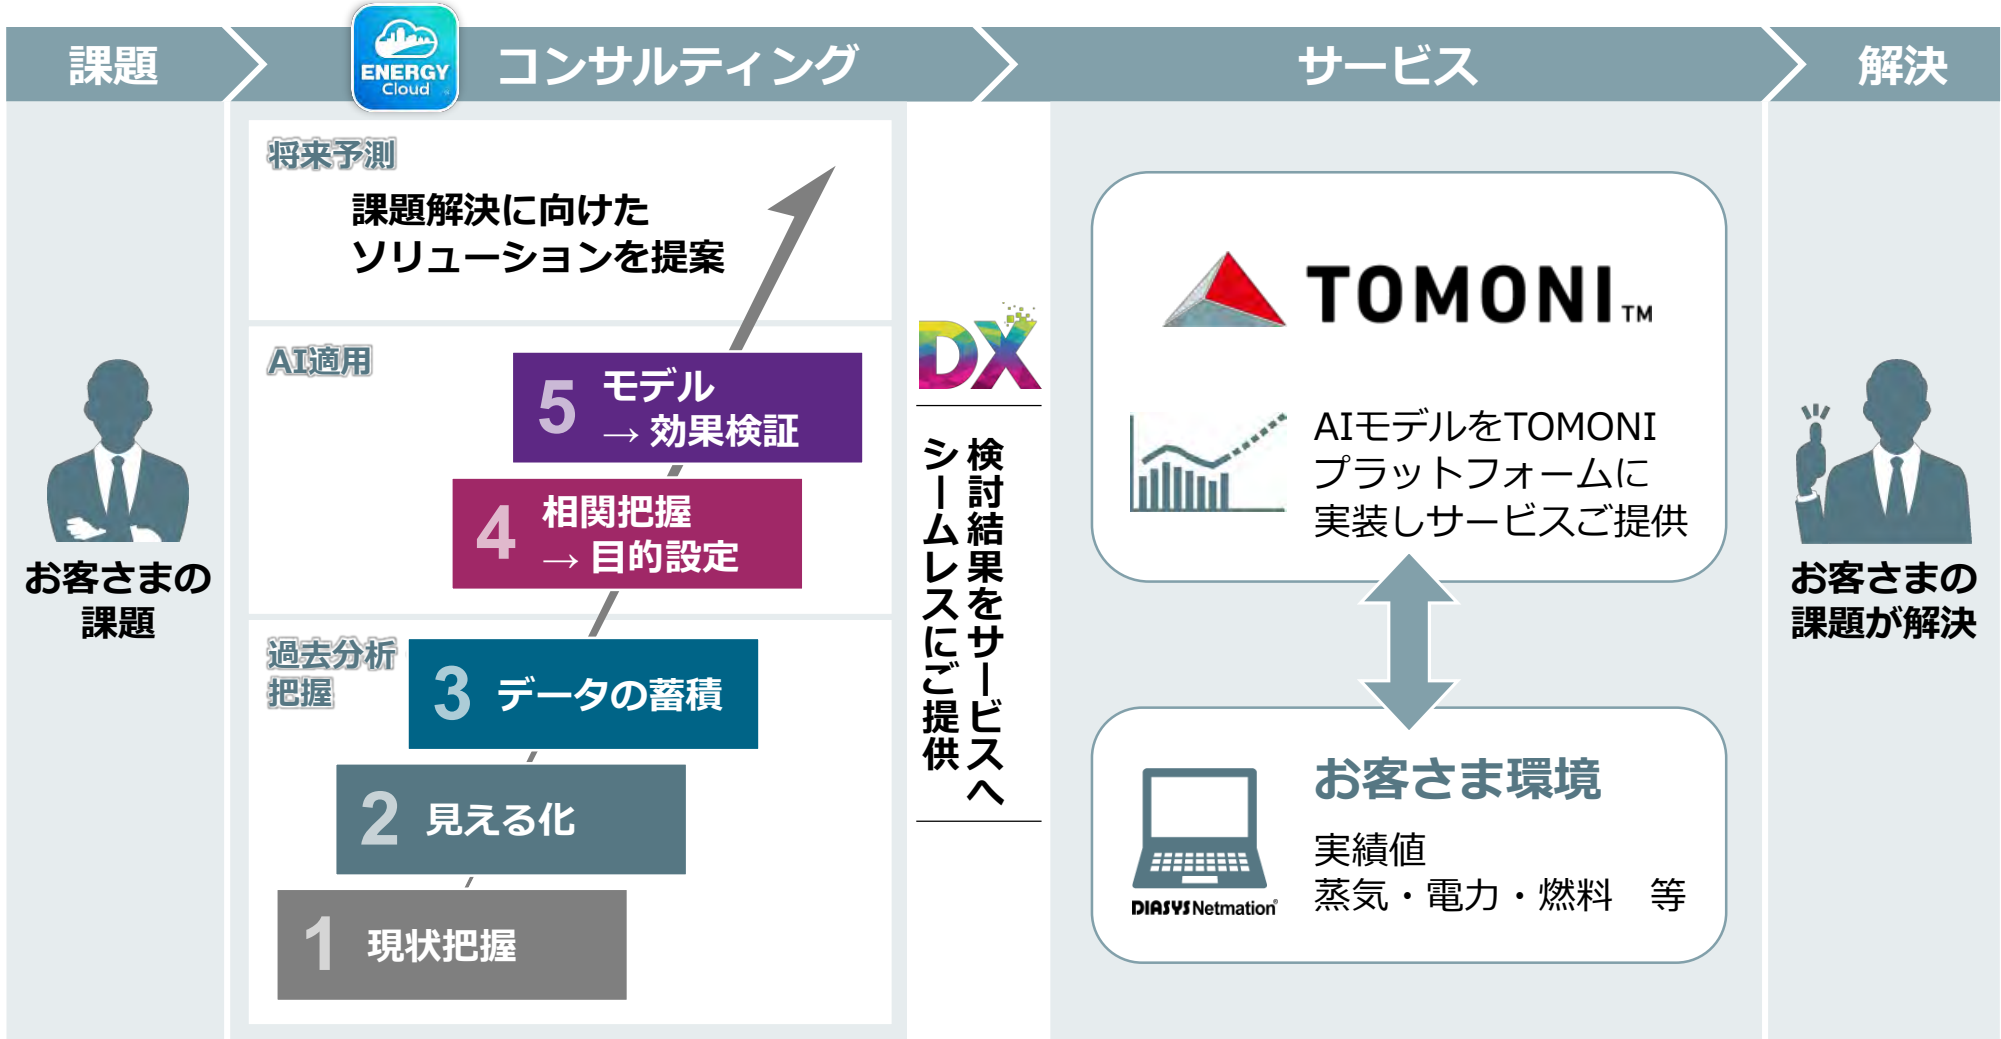 課題
ENERGY
Cloud
コンサルティング
サービス
解決
お客さまの
課題
将来予測
課題解決に向けた
ソリューションを提案
AI適用
5 モデル
→ 効果検証
4 相関把握
→ 目的設定
過去分析
把握
3 データの蓄積
2 見える化
1 現状把握
DX
検討結果をサービスへ
シームレスにご提供
TOMONI™
AIモデルをTOMONI
プラットフォームに
実装しサービスご提供
お客さま環境
実績値
蒸気・電力・燃料　等
DIASYS Netmation®
お客さまの
課題が解決